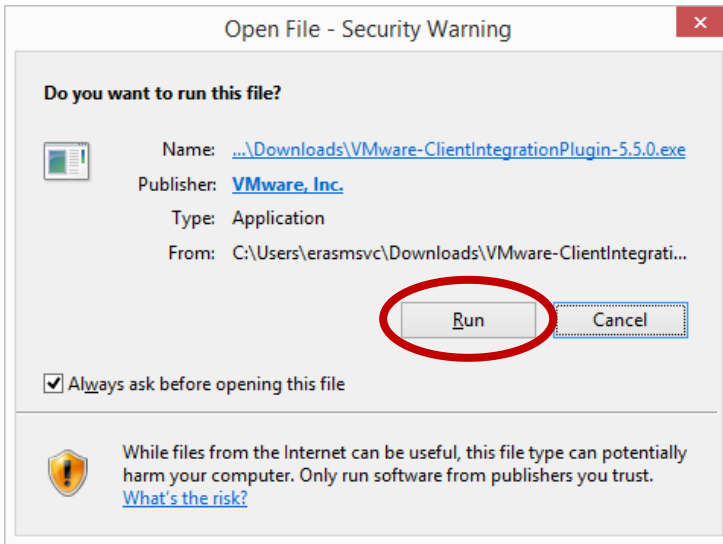 Open File - Security Warning
Do you want to run this file?
Name: ...\Downloads\VMware-ClientIntegrationPlugin-5.5.0.exe
Publisher: VMware, Inc.
Type: Application
From: C:\Users\erasmsvc\Downloads\VMware-ClientIntegrati...
Run Cancel
Always ask before opening this file
While files from the Internet can be useful, this file type can potentially
harm your computer. Only run software from publishers you trust.
What's the risk?